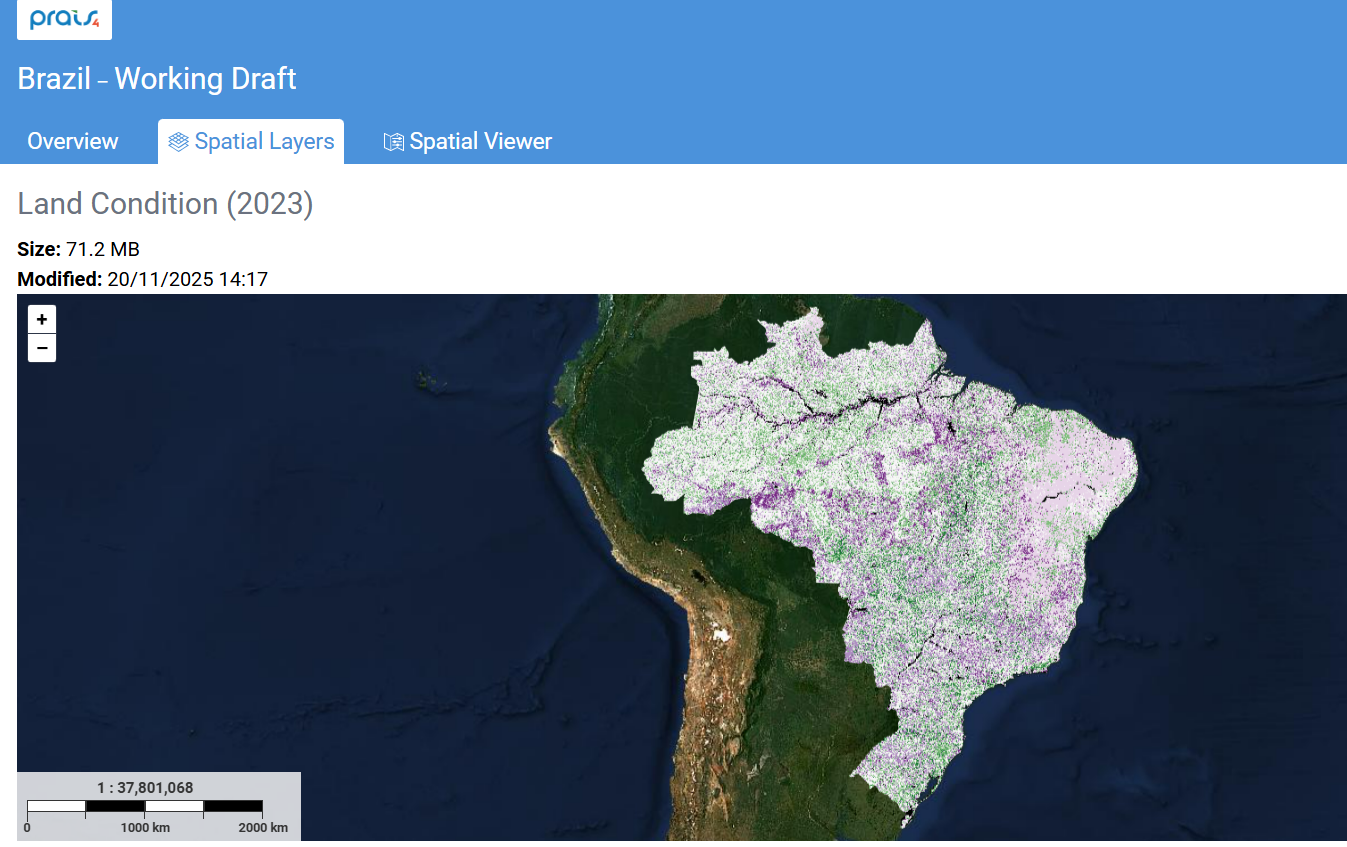 prais4
Brazil – Working Draft
Overview Spatial Layers Spatial Viewer
Land Condition (2023)
Size: 71.2 MB
Modified: 20/11/2025 14:17
+
−
1 : 37,801,068
0 1000 km 2000 km